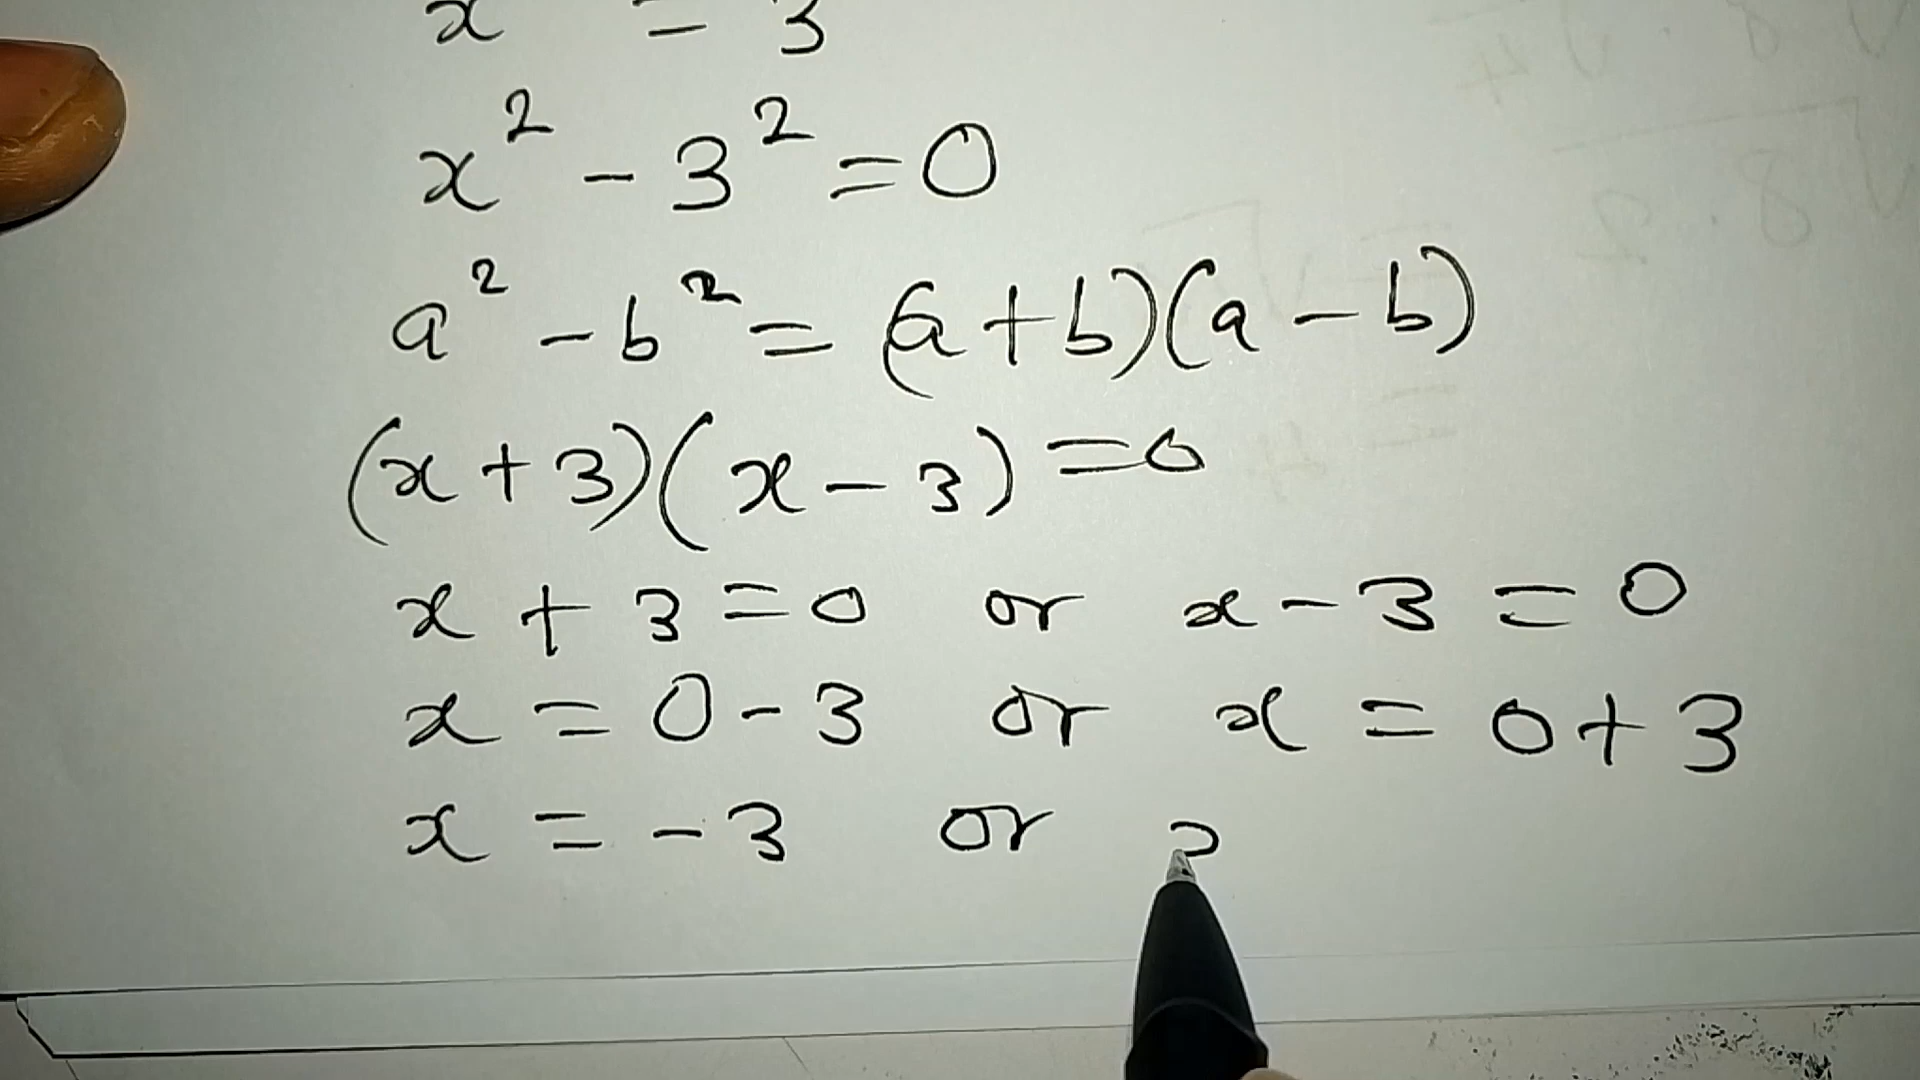 x = 3
x² - 3² = 0
a² - b² = (a + b)(a - b)
(x + 3)(x - 3) = 0
x + 3 = 0 or x - 3 = 0
x = 0 - 3 or x = 0 + 3
x = - 3 or